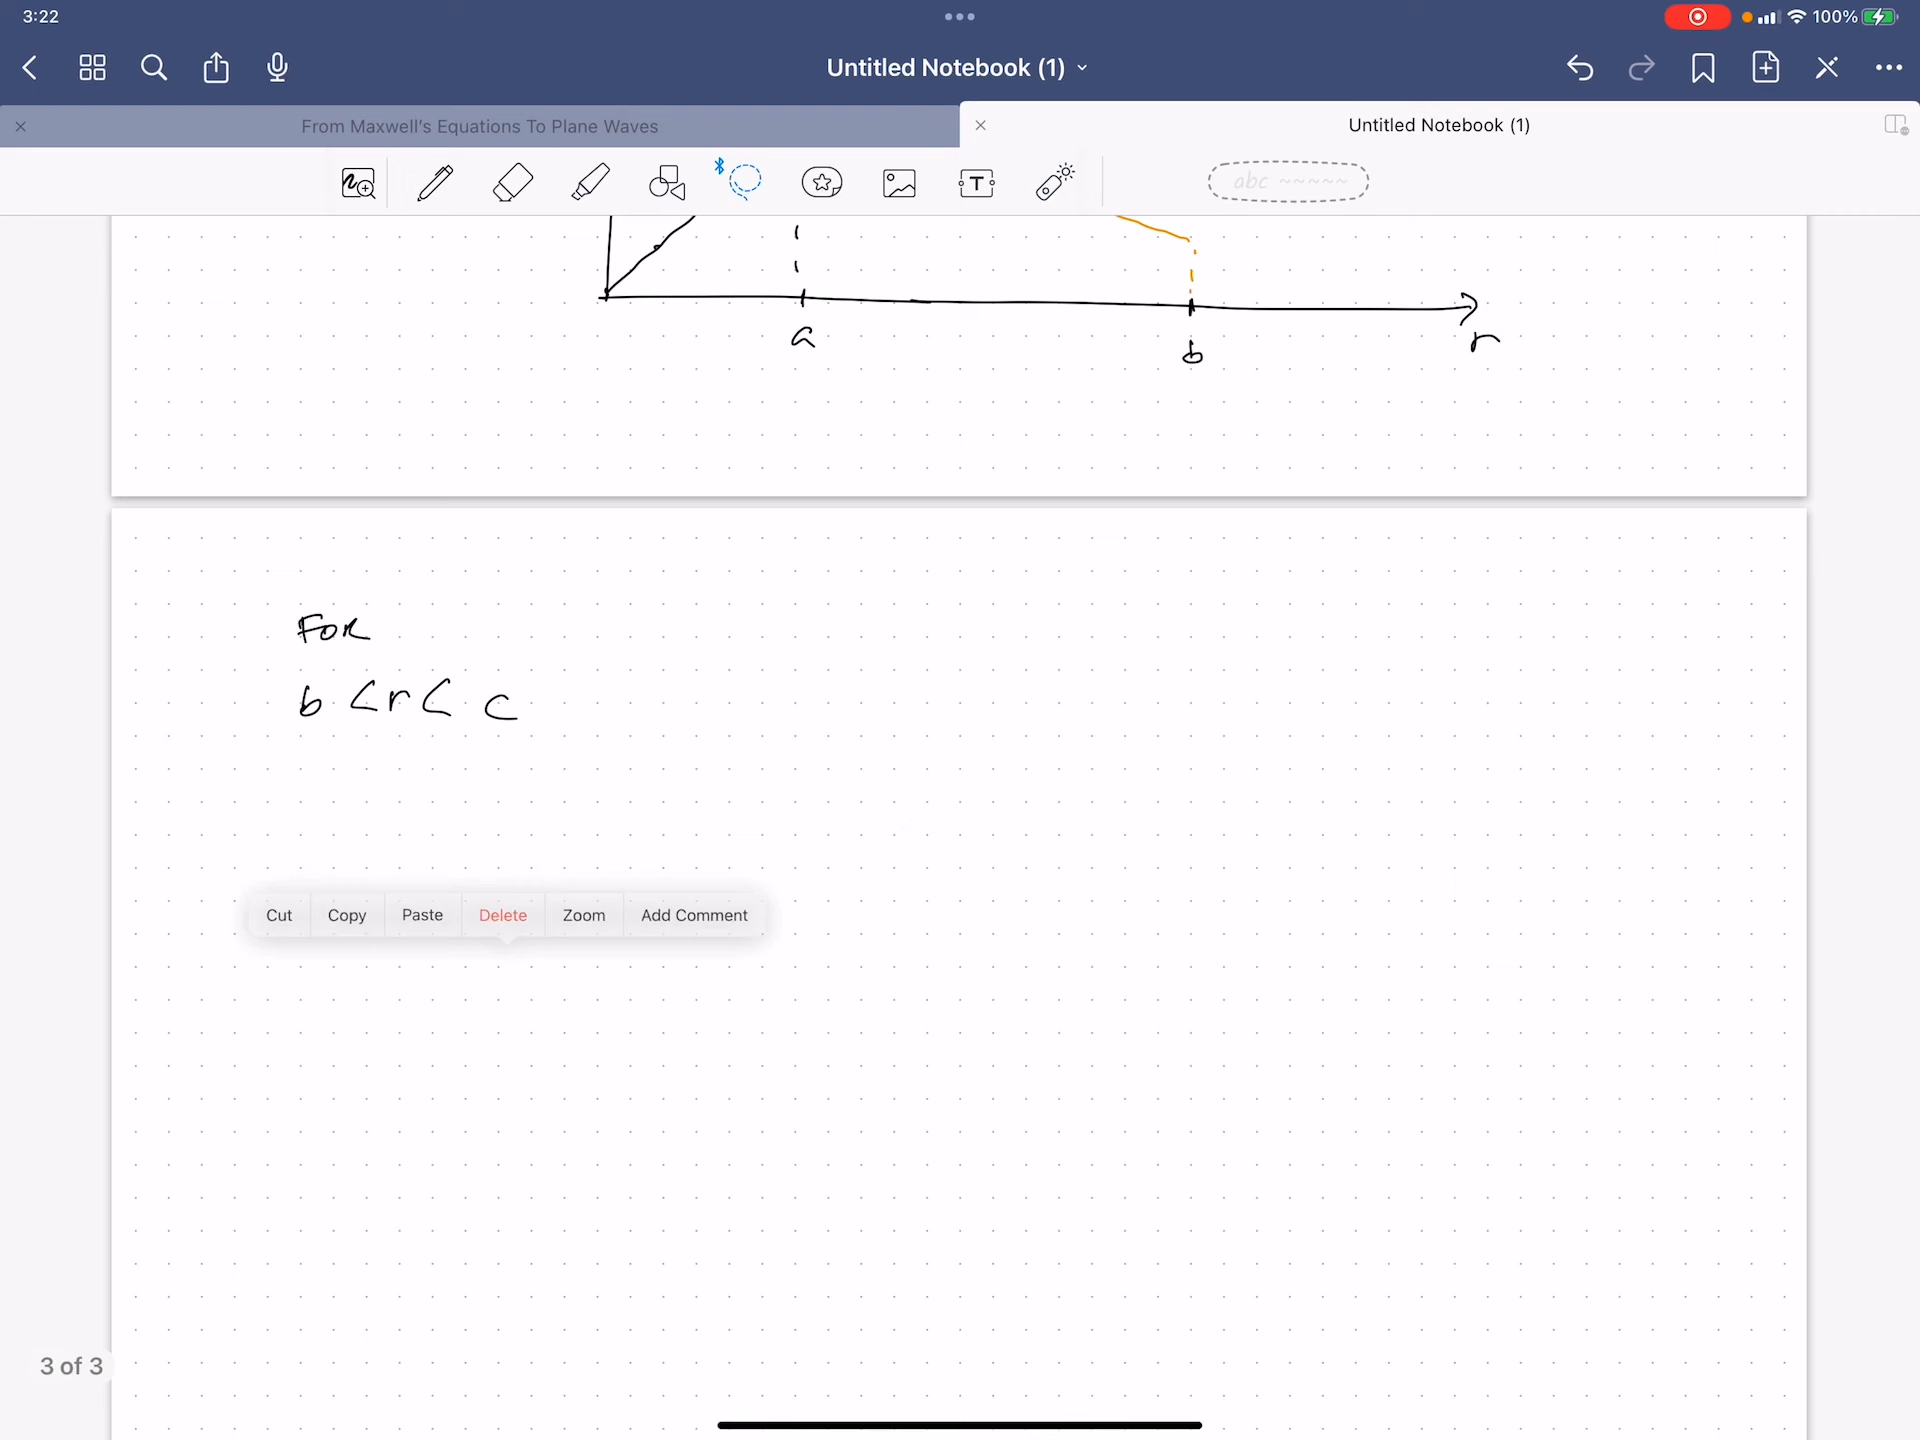 3:22
100%
Untitled Notebook (1)
From Maxwell's Equations To Plane Waves
Untitled Notebook (1)
abc
a
b
r
FOR
b < r < c
Cut Copy Paste Delete Zoom Add Comment
3 of 3